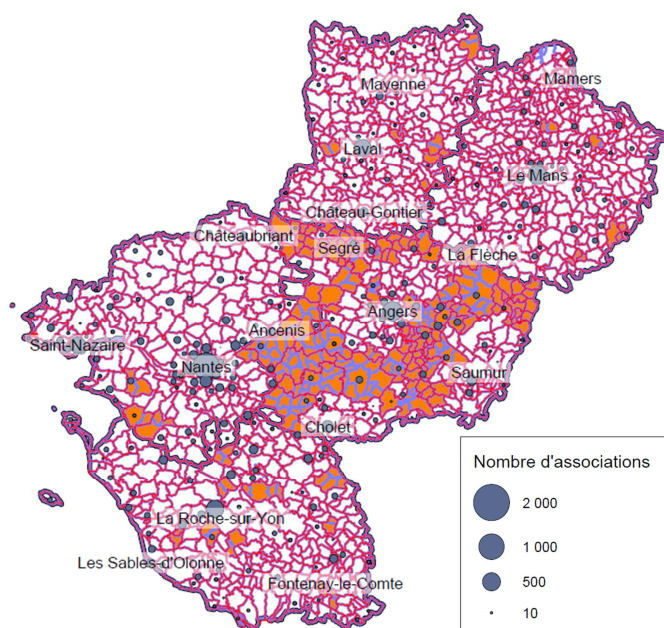 Mayenne
Mamers
Laval
Le Mans
Château-Gontier
Châteaubriant
Segré
La Flèche
Ancenis
Angers
Saint-Nazaire
Nantes
Saumur
Cholet
La Roche-sur-Yon
Les Sables-d'Olonne
Fontenay-le-Comte
Nombre d'associations
2 000
1 000
500
10